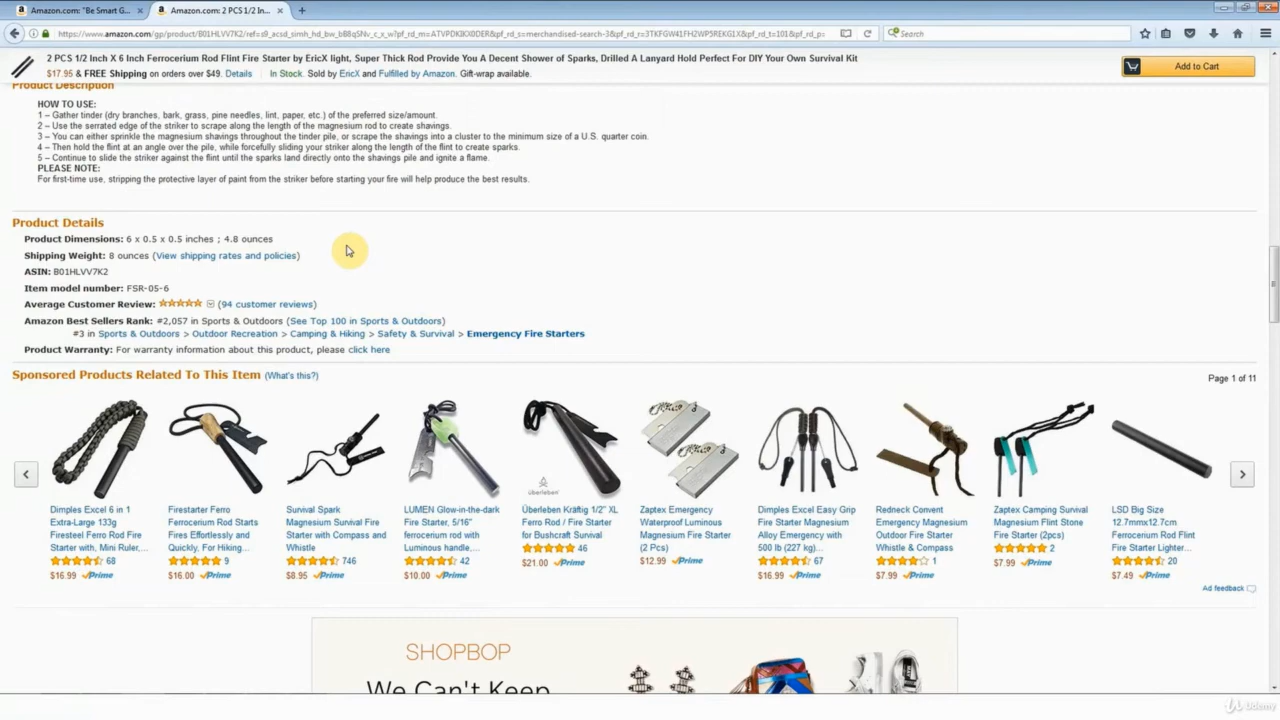 Amazon.com: "Be Smart G...
Amazon.com: 2 PCS 1/2 In...
Search
2 PCS 1/2 Inch X 6 Inch Ferrocerium Rod Flint Fire Starter by EricX light, Super Thick Rod Provide You A Decent Shower of Sparks, Drilled A Lanyard Hold Perfect For DIY Your Own Survival Kit
$17.95 & FREE Shipping on orders over $49. Details In Stock. Sold by EricX and Fulfilled by Amazon. Gift-wrap available.
Add to Cart
Product Description
HOW TO USE:
1 – Gather tinder (dry branches, bark, grass, pine needles, lint, paper, etc.) of the preferred size/amount.
2 – Use the serrated edge of the striker to scrape along the length of the magnesium rod to create shavings.
3 – You can either sprinkle the magnesium shavings throughout the tinder pile, or scrape the shavings into a cluster to the minimum size of a U.S. quarter coin.
4 – Then hold the flint at an angle over the pile, while forcefully sliding your striker along the length of the flint to create sparks.
5 – Continue to slide the striker against the flint until the sparks land directly onto the shavings pile and ignite a flame.
PLEASE NOTE:
For first-time use, stripping the protective layer of paint from the striker before starting your fire will help produce the best results.
Product Details
Product Dimensions: 6 x 0.5 x 0.5 inches ; 4.8 ounces
Shipping Weight: 8 ounces (View shipping rates and policies)
ASIN: B01HLVV7K2
Item model number: FSR-05-6
Average Customer Review: (94 customer reviews)
Amazon Best Sellers Rank: #2,057 in Sports & Outdoors (See Top 100 in Sports & Outdoors)
#3 in Sports & Outdoors > Outdoor Recreation > Camping & Hiking > Safety & Survival > Emergency Fire Starters
Product Warranty: For warranty information about this product, please click here
Sponsored Products Related To This Item (What's this?)
Page 1 of 11
überleben
Dimples Excel 6 in 1
Extra-Large 133g
Firesteel Ferro Rod Fire
Starter with, Mini Ruler,...
68
$16.99 Prime
Firestarter Ferro
Ferrocerium Rod Starts
Fires Effortlessly and
Quickly, For Hiking...
9
$16.00 Prime
Survival Spark
Magnesium Survival Fire
Starter with Compass and
Whistle
746
$8.95 Prime
LUMEN Glow-in-the-dark
Fire Starter, 5/16"
ferrocerium rod with
Luminous handle,...
42
$10.00 Prime
Überleben Kräftig 1/2" XL
Ferro Rod / Fire Starter
for Bushcraft Survival
46
$21.00 Prime
Zaptex Emergency
Waterproof Luminous
Magnesium Fire Starter
(2 Pcs)
$12.99 Prime
Dimples Excel Easy Grip
Fire Starter Magnesium
Alloy Emergency with
500 lb (227 kg)...
67
$16.99 Prime
Redneck Convent
Emergency Magnesium
Outdoor Fire Starter
Whistle & Compass
1
$7.99 Prime
Zaptex Camping Survival
Magnesium Flint Stone
Fire Starter (2pcs)
2
$7.99 Prime
LSD Big Size
12.7mmx12.7cm
Ferrocerium Rod Flint
Fire Starter Lighter...
20
$7.49 Prime
Ad feedback
SHOPBOP
We Can't Keep
Udemy